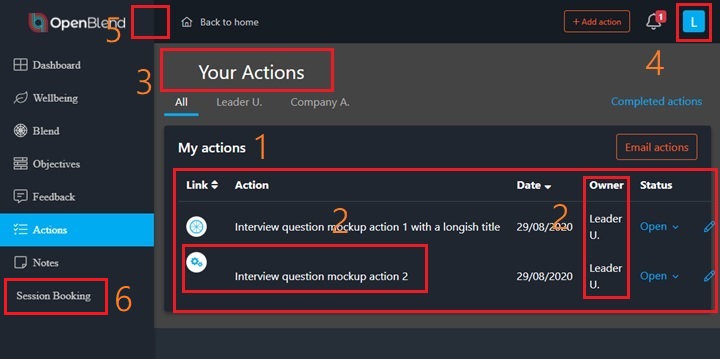 OpenBlend
5
Back to home
+ Add action
1
L
4
Dashboard
Wellbeing
Blend
Objectives
Feedback
Actions
Notes
Session Booking
6
3
Your Actions
All
Leader U.
Company A.
Completed actions
My actions
1
Email actions
Link
Action
Date
Owner
Status
2
2
Interview question mockup action 1 with a longish title
29/08/2020
Leader
U.
Open
Interview question mockup action 2
29/08/2020
Leader
U.
Open